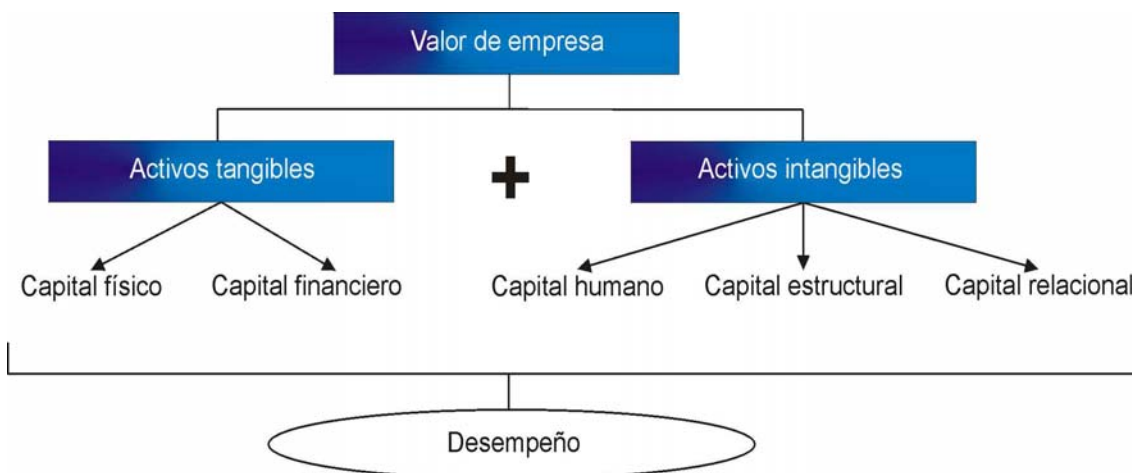 Valor de empresa
Activos tangibles
+
Activos intangibles
Capital físico
Capital financiero
Capital humano
Capital estructural
Capital relacional
Desempeño